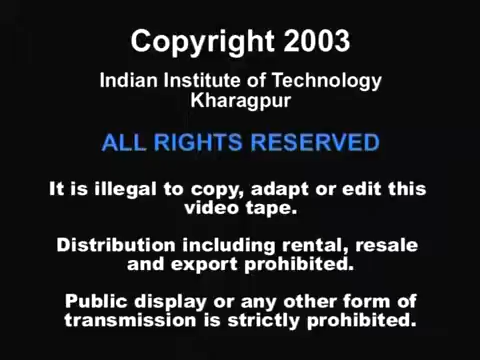 Copyright 2003
Indian Institute of Technology
Kharagpur
ALL RIGHTS RESERVED
It is illegal to copy, adapt or edit this
video tape.
Distribution including rental, resale
and export prohibited.
Public display or any other form of
transmission is strictly prohibited.